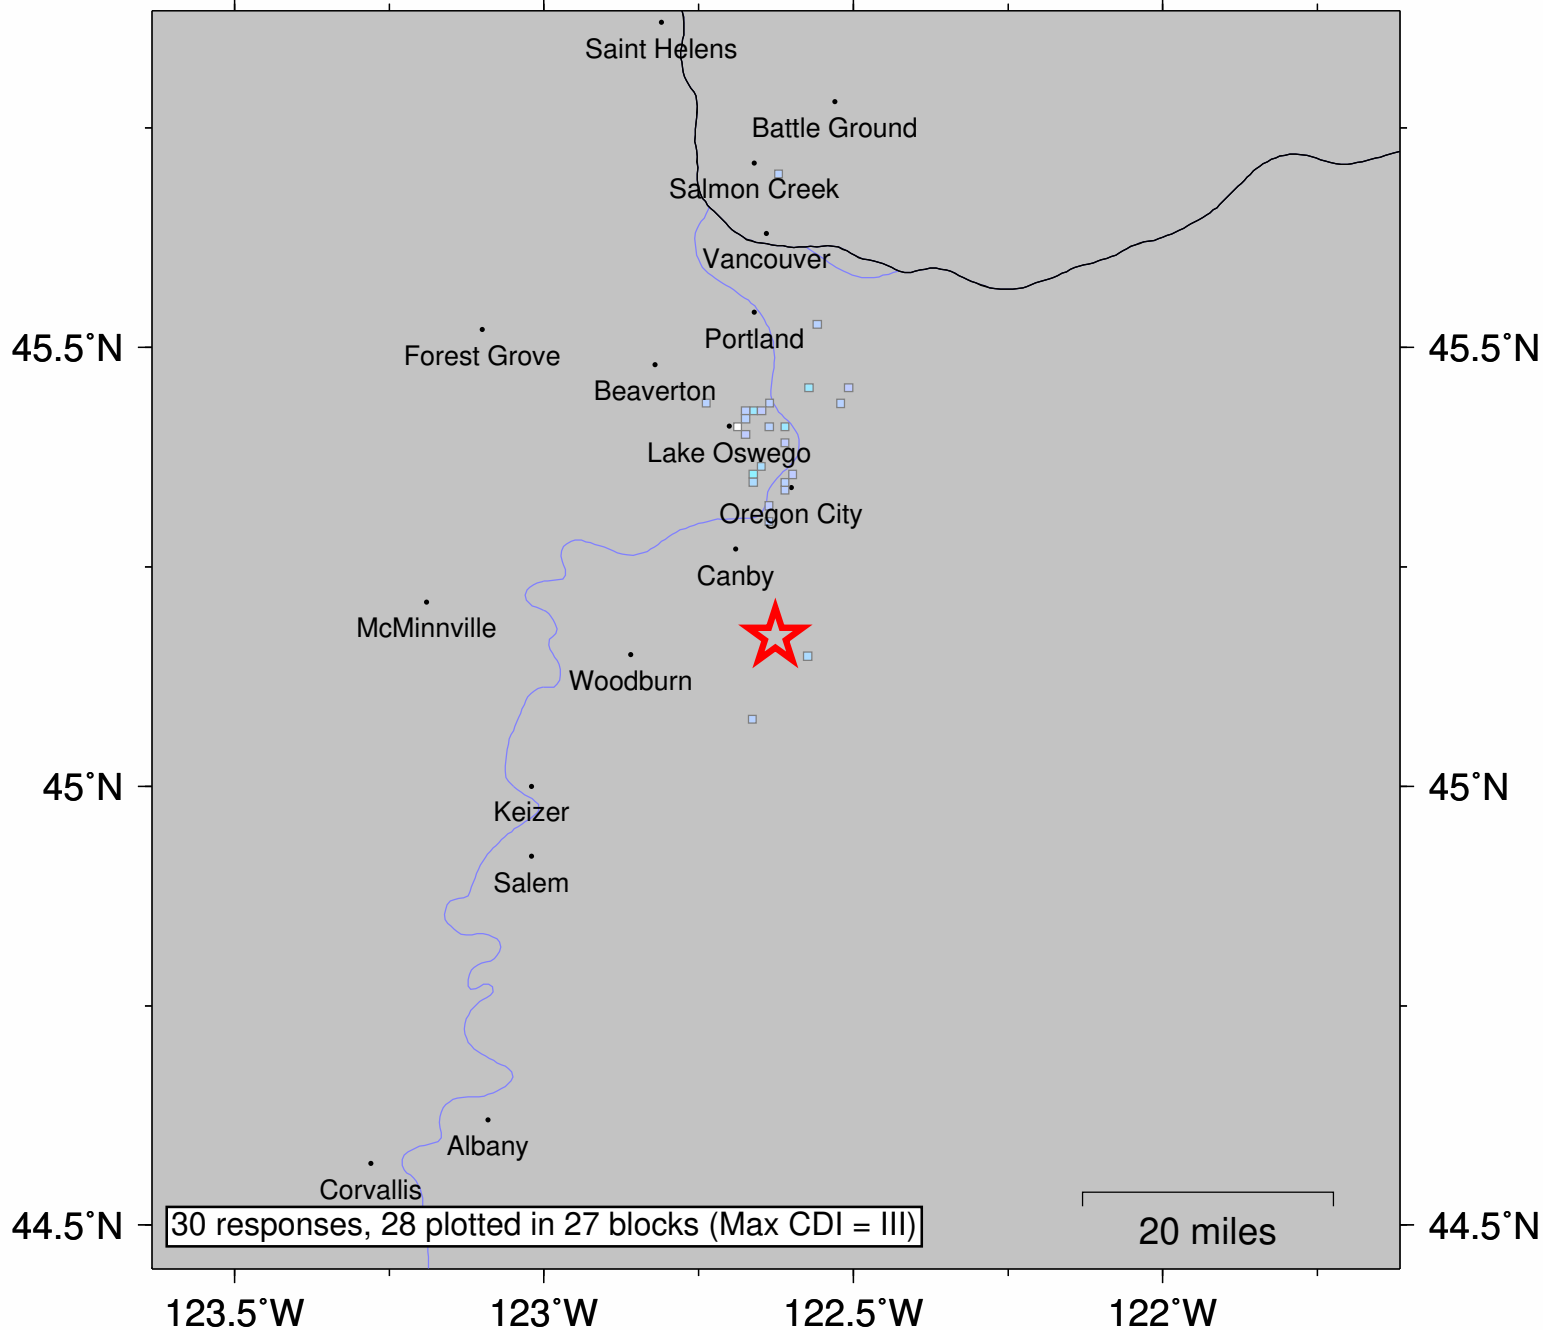 Saint Helens
Battle Ground
Salmon Creek
Vancouver
Portland
45.5°N
45.5°N
Forest Grove
Beaverton
Lake Oswego
Oregon City
Canby
McMinnville
Woodburn
45°N
45°N
Keizer
Salem
Albany
Corvallis
30 responses, 28 plotted in 27 blocks (Max CDI = III)
20 miles
44.5°N
44.5°N
123.5°W
123°W
122.5°W
122°W